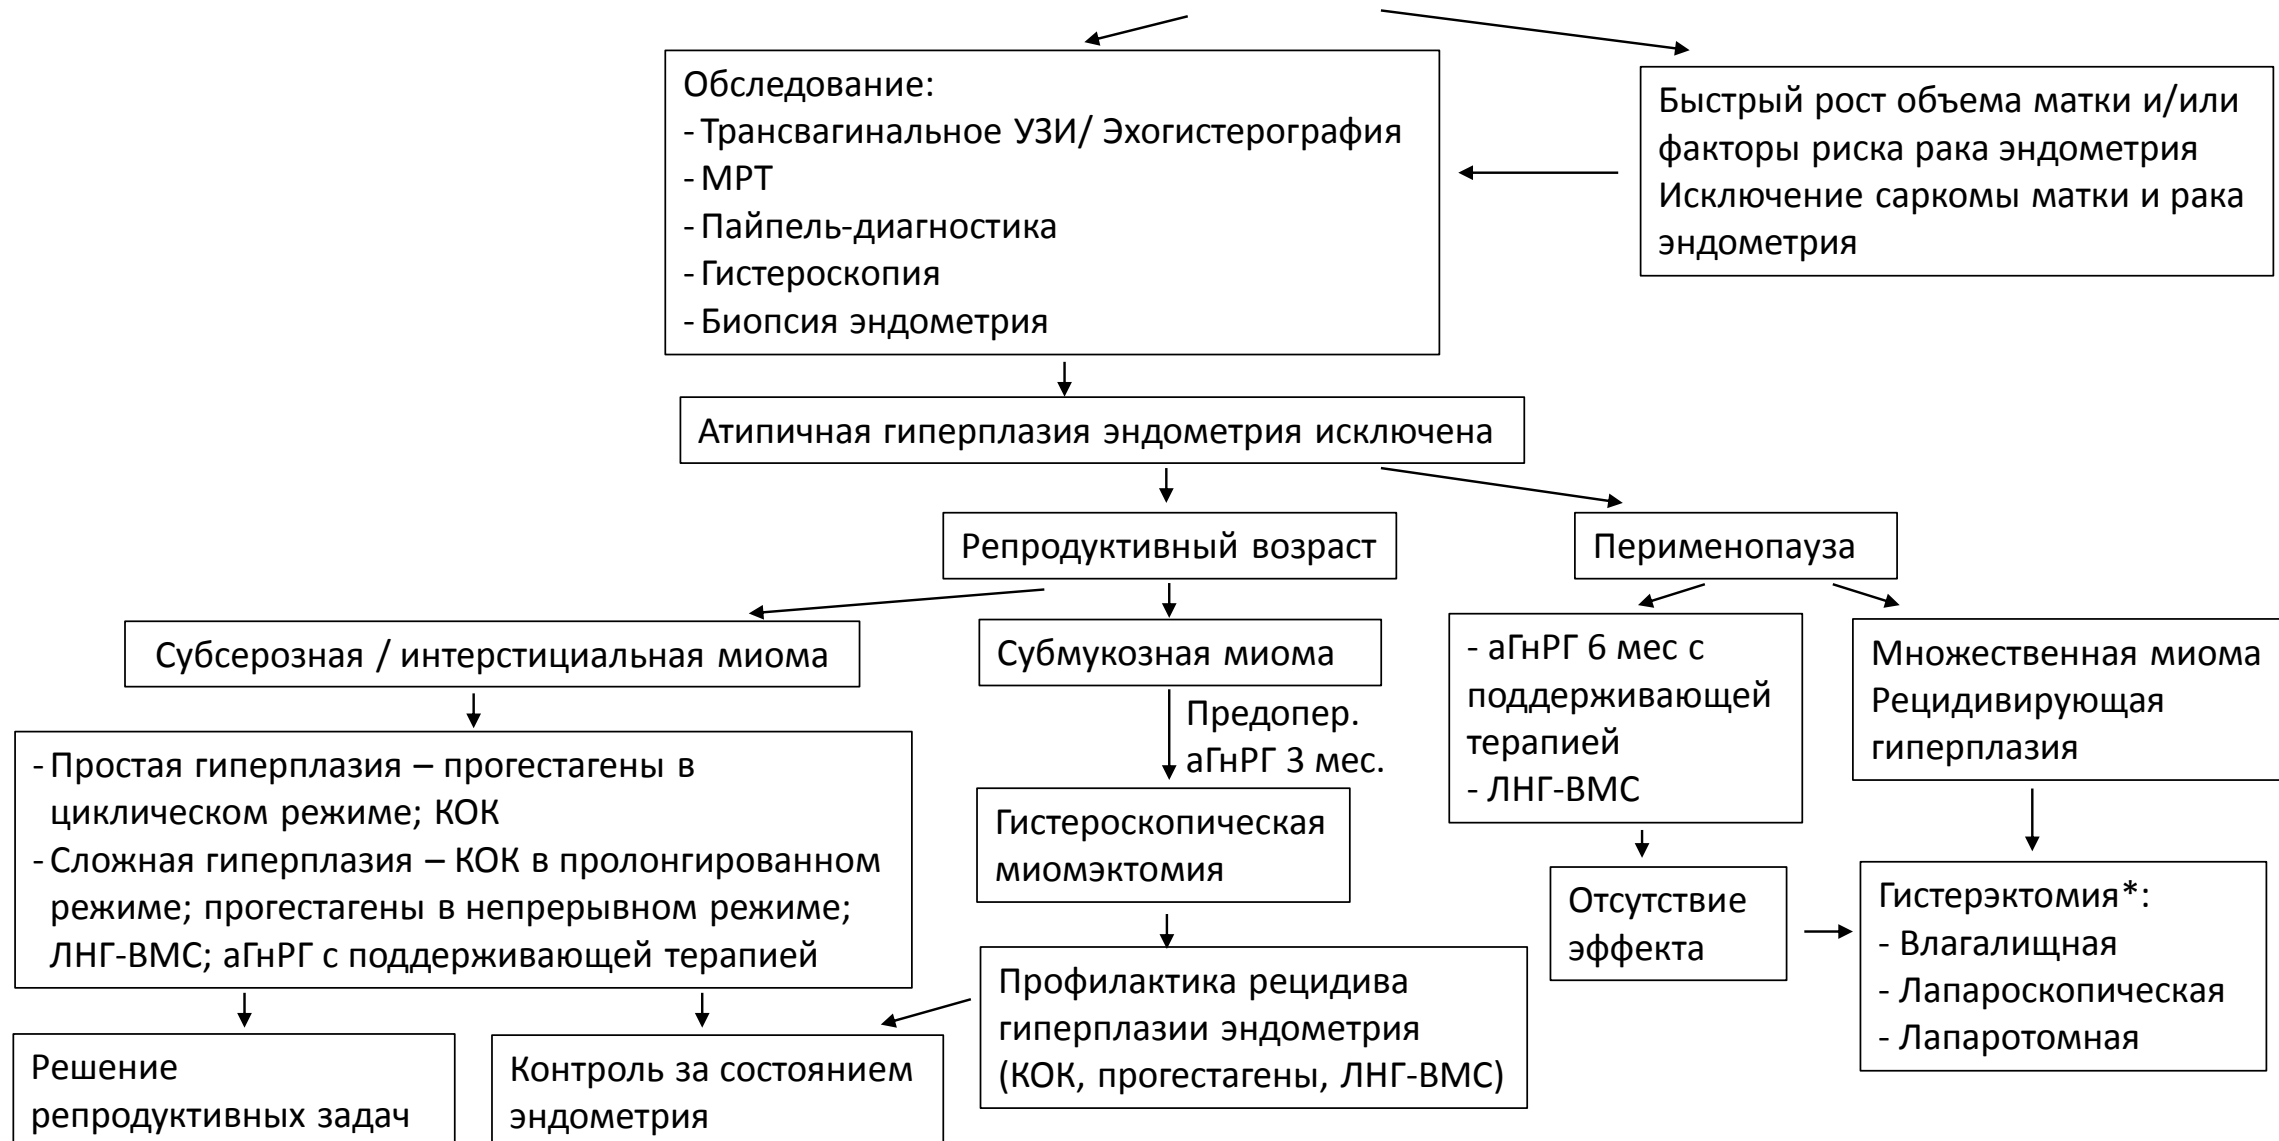 Обследование:
- Трансвагинальное УЗИ/ Эхогистерография
- МРТ
- Пайпель-диагностика
- Гистероскопия
- Биопсия эндометрия
Быстрый рост объема матки и/или
факторы риска рака эндометрия
Исключение саркомы матки и рака
эндометрия
Атипичная гиперплазия эндометрия исключена
Репродуктивный возраст
Перименопауза
Субсерозная / интерстициальная миома
Субмукозная миома
- аГнРГ 6 мес с
поддерживающей
терапией
- ЛНГ-ВМС
Множественная миома
Рецидивирующая
гиперплазия
Предопер.
аГнРГ 3 мес.
- Простая гиперплазия – прогестагены в
циклическом режиме; КОК
- Сложная гиперплазия – КОК в пролонгированном
режиме; прогестагены в непрерывном режиме;
ЛНГ-ВМС; аГнРГ с поддерживающей терапией
Гистероскопическая
миомэктомия
Отсутствие
эффекта
Гистерэктомия*:
- Влагалищная
- Лапароскопическая
- Лапаротомная
Профилактика рецидива
гиперплазии эндометрия
(КОК, прогестагены, ЛНГ-ВМС)
Решение
репродуктивных задач
Контроль за состоянием
эндометрия